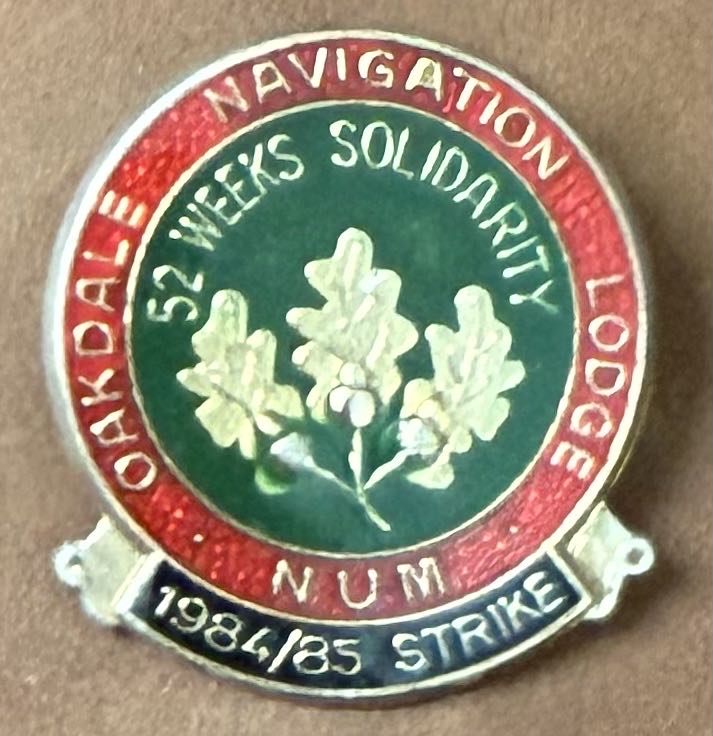 OAKDALE NAVIGATION LODGE
52 WEEKS SOLIDARITY
NUM
1984/85 STRIKE